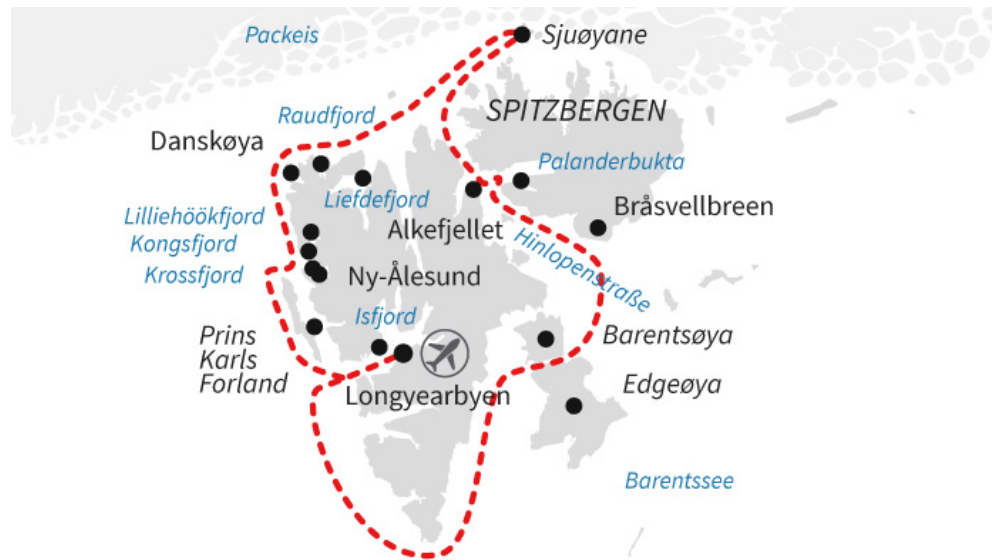 Packeis
Sjuøyane
Raudfjord
SPITZBERGEN
Danskøya
Palanderbukta
Liefdefjord
Lilliehöökfjord
Alkefjellet
Bråsvellbreen
Kongsfjord
Hinlopenstraße
Krossfjord
Ny-Ålesund
Isfjord
Prins
Karls
Forland
Barentsøya
Longyearbyen
Edgeøya
Barentssee